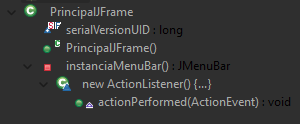 PrincipalJFrame
serialVersionUID : long
PrincipalJFrame()
instanciaMenuBar() : JMenuBar
new ActionListener() {...}
actionPerformed(ActionEvent) : void